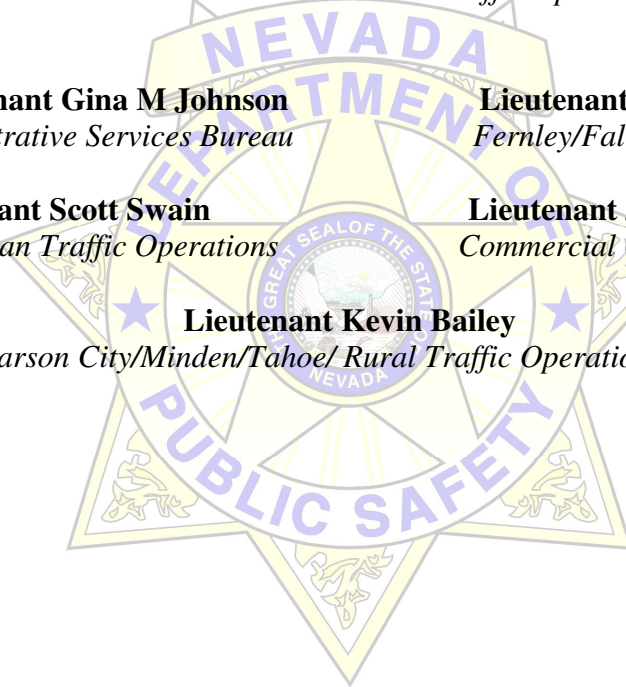 NEVADA
DEPARTMENT OF
nant Gina M Johnson Lieutenant
trative Services Bureau Fernley/Fal
ant Scott Swain Lieutenant
an Traffic Operations Commercial
THE GREAT SEAL OF THE STATE OF
NEVADA
Lieutenant Kevin Bailey
arson City/Minden/Tahoe/ Rural Traffic Operatio
PUBLIC SAFETY